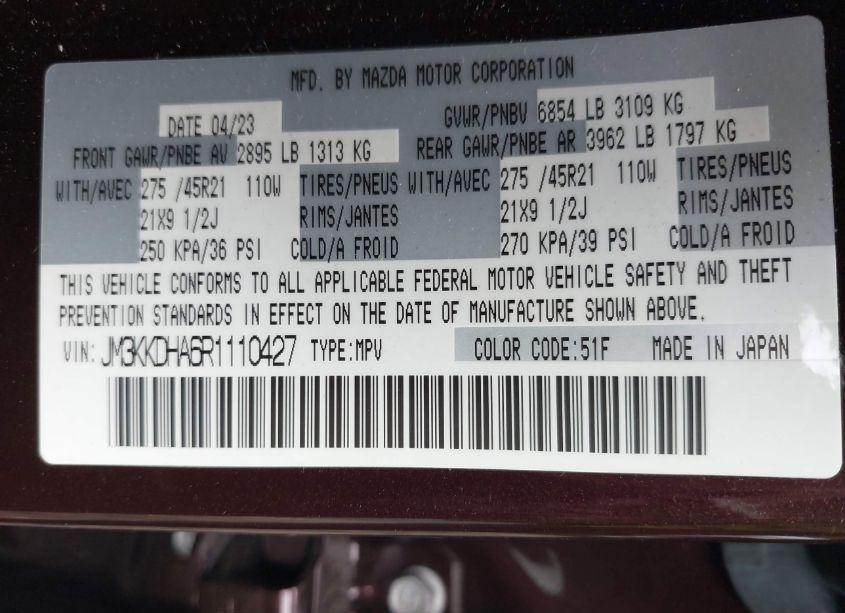 MFD. BY MAZDA MOTOR CORPORATION
DATE 04/23 GVWR/PNBV 6854 LB 3109 KG
FRONT GAWR/PNBE AV 2895 LB 1313 KG REAR GAWR/PNBE AR 3962 LB 1797 KG
WITH/AVEC 275 /45R21 110W TIRES/PNEUS WITH/AVEC 275 /45R21 110W TIRES/PNEUS
21X9 1/2J RIMS/JANTES 21X9 1/2J RIMS/JANTES
250 KPA/36 PSI COLD/A FROID 270 KPA/39 PSI COLD/A FROID
THIS VEHICLE CONFORMS TO ALL APPLICABLE FEDERAL MOTOR VEHICLE SAFETY AND THEFT
PREVENTION STANDARDS IN EFFECT ON THE DATE OF MANUFACTURE SHOWN ABOVE.
VIN: JM3KKDHA6R1110427 TYPE:MPV COLOR CODE:51F MADE IN JAPAN